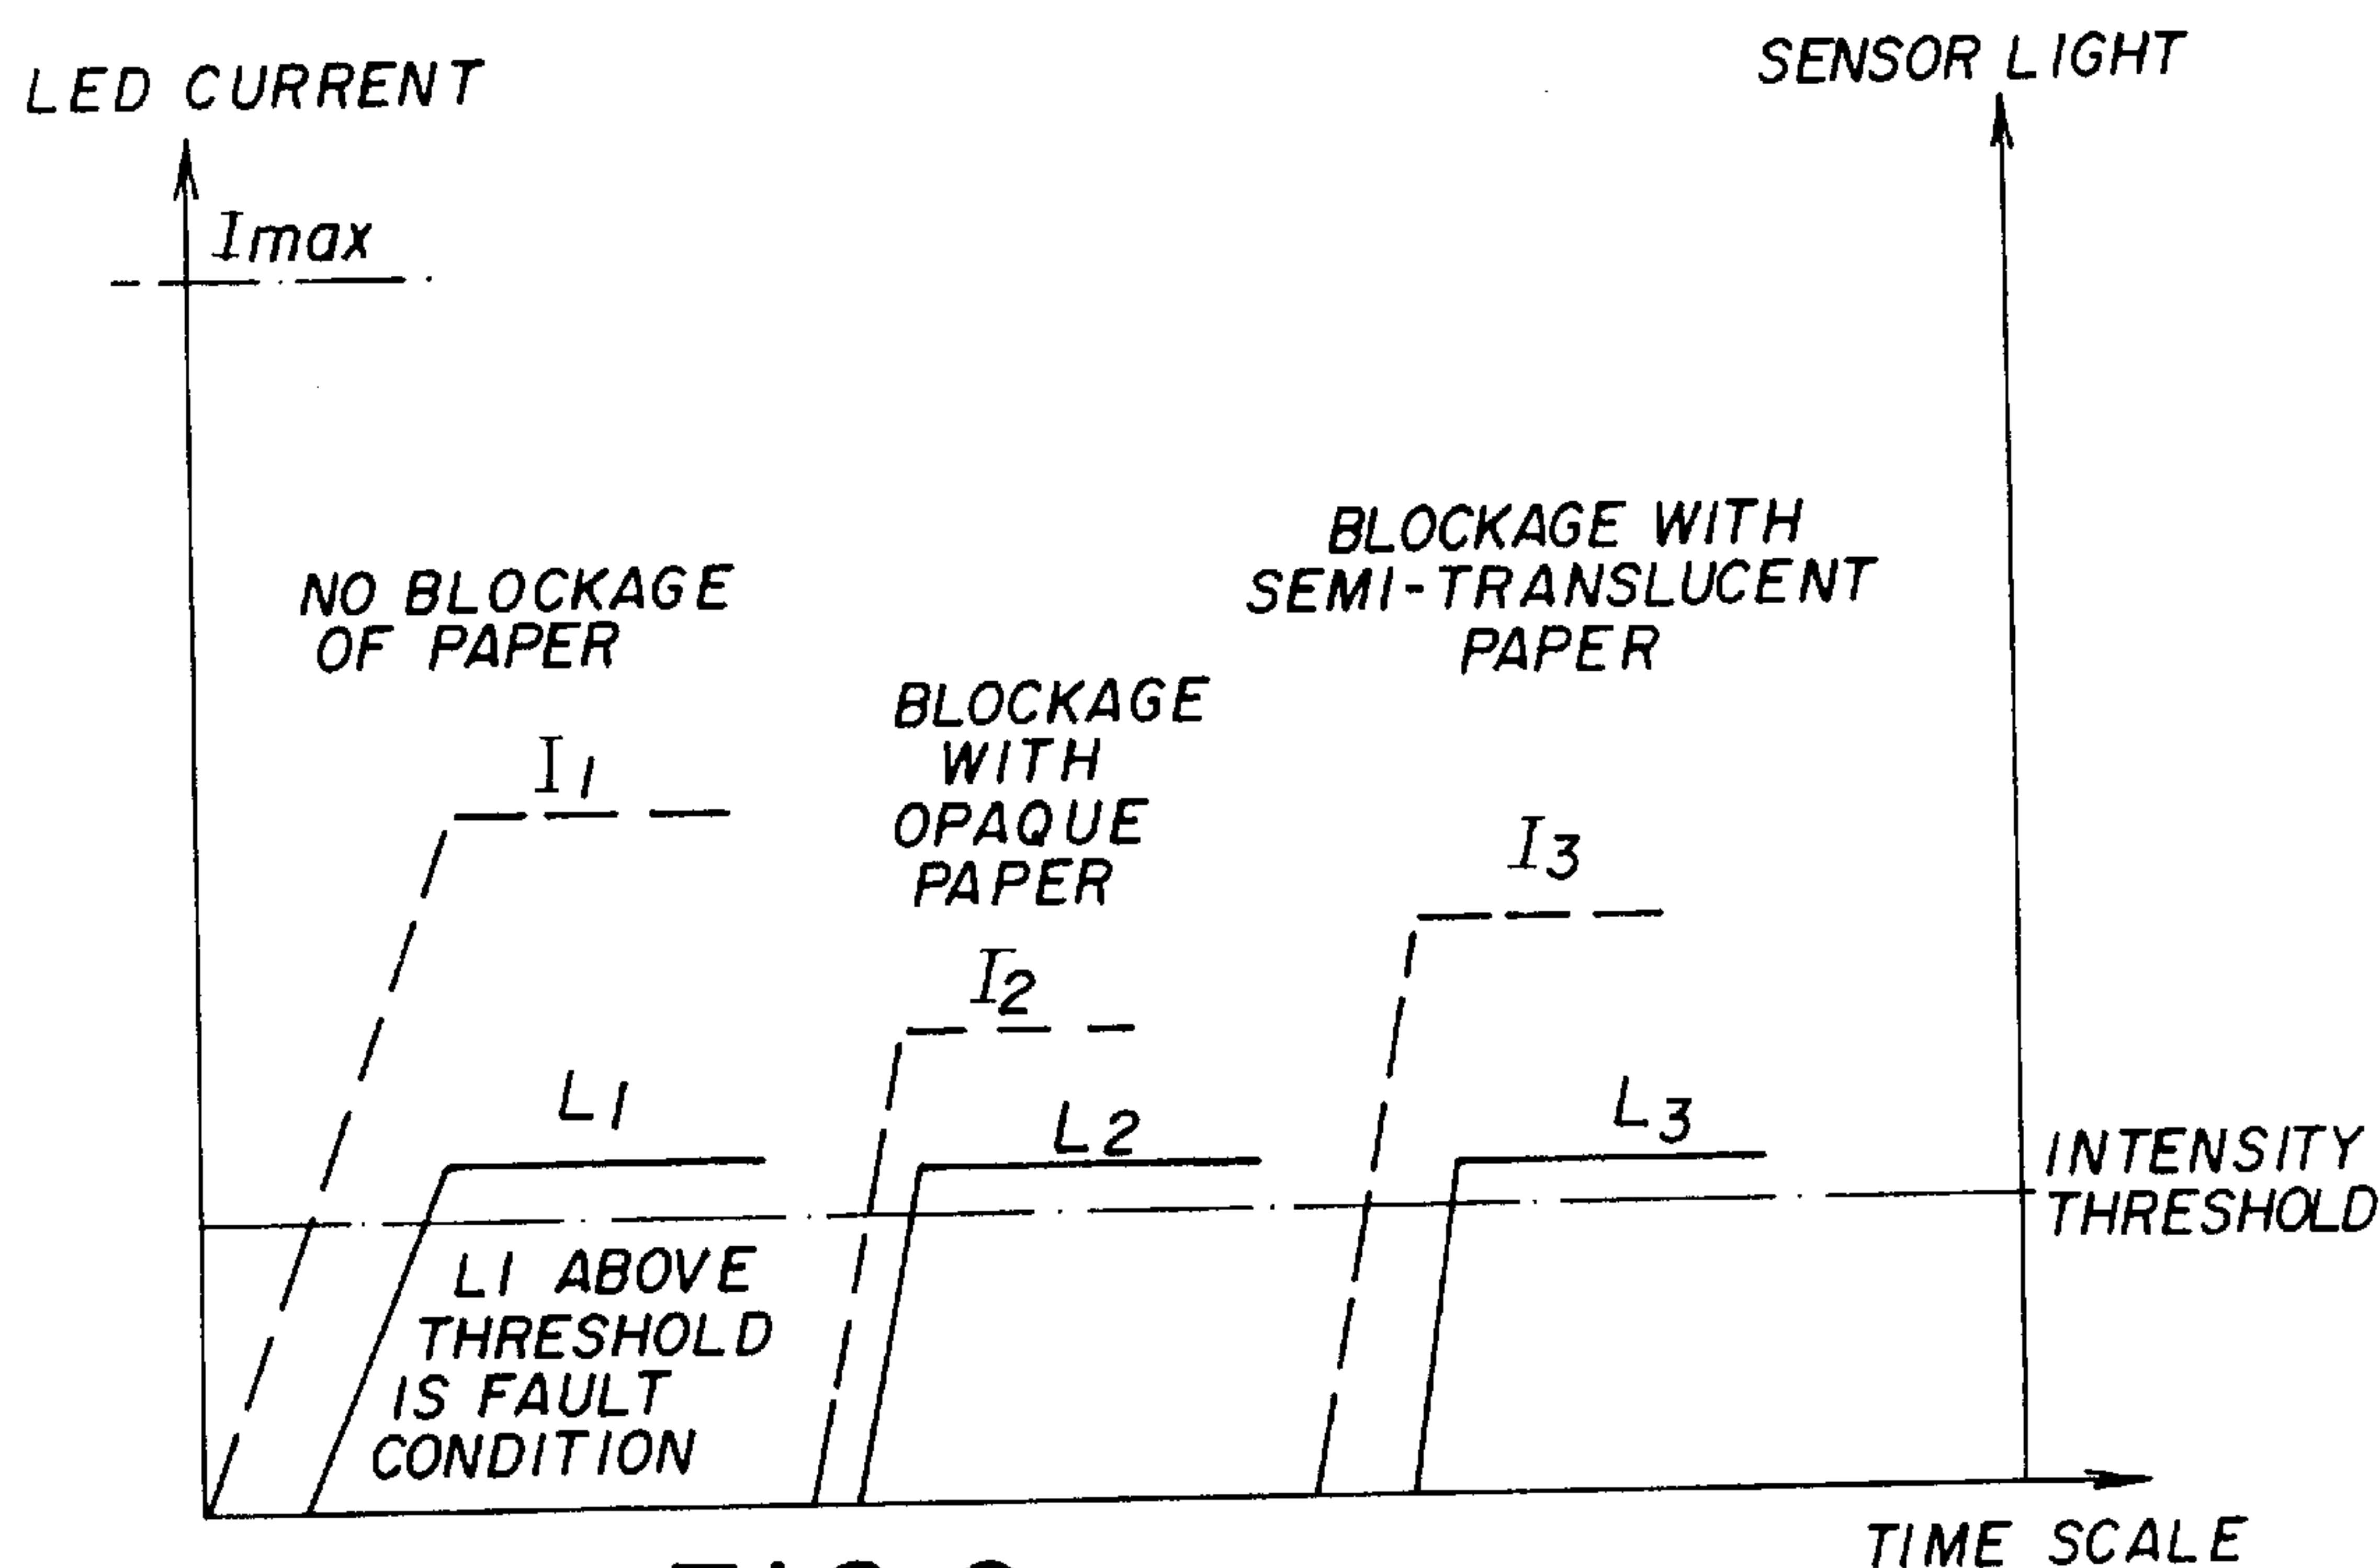 LED CURRENT
SENSOR LIGHT
Imax
NO BLOCKAGE
OF PAPER
BLOCKAGE
WITH
OPAQUE
PAPER
BLOCKAGE WITH
SEMI-TRANSLUCENT
PAPER
I1
I2
I3
L1
L2
L3
INTENSITY
THRESHOLD
L1 ABOVE
THRESHOLD
IS FAULT
CONDITION
TIME SCALE